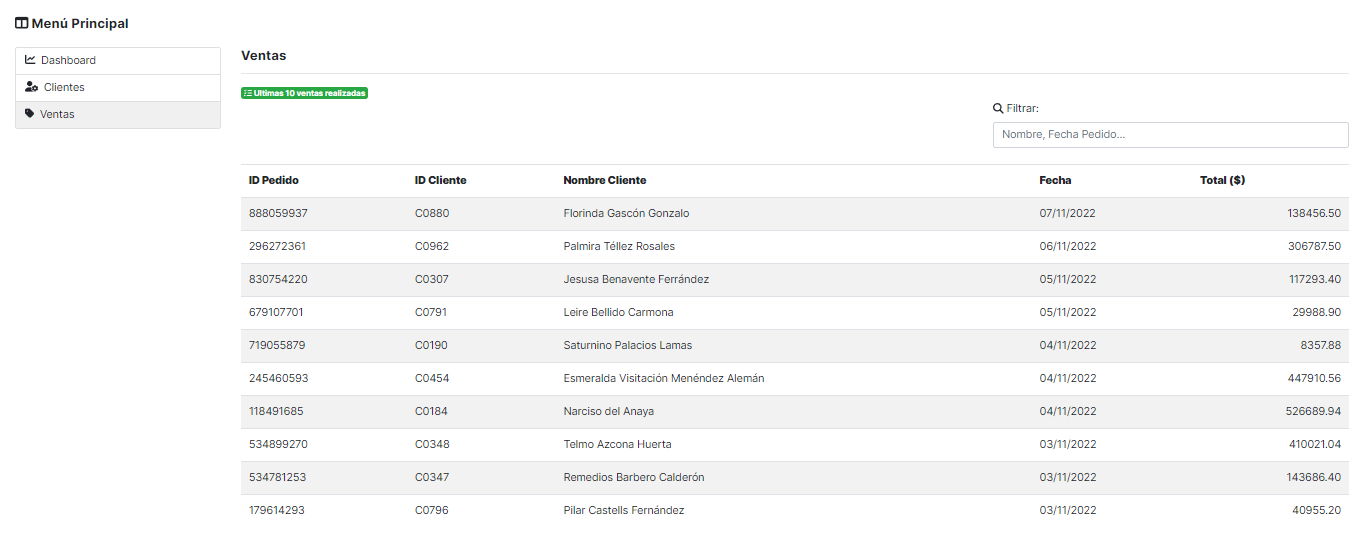 Menú Principal
Dashboard
Clientes
Ventas
Ventas
Ultimas 10 ventas realizadas
Filtrar:
Nombre, Fecha Pedido...
ID Pedido ID Cliente Nombre Cliente Fecha Total ($)
888059937 C0880 Florinda Gascón Gonzalo 07/11/2022 138456.50
296272361 C0962 Palmira Téllez Rosales 06/11/2022 306787.50
830754220 C0307 Jesusa Benavente Ferrández 05/11/2022 117293.40
679107701 C0791 Leire Bellido Carmona 05/11/2022 29988.90
719055879 C0190 Saturnino Palacios Lamas 04/11/2022 8357.88
245460593 C0454 Esmeralda Visitación Menéndez Alemán 04/11/2022 447910.56
118491685 C0184 Narciso del Anaya 04/11/2022 526689.94
534899270 C0348 Telmo Azcona Huerta 03/11/2022 410021.04
534781253 C0347 Remedios Barbero Calderón 03/11/2022 143686.40
179614293 C0796 Pilar Castells Fernández 03/11/2022 40955.20